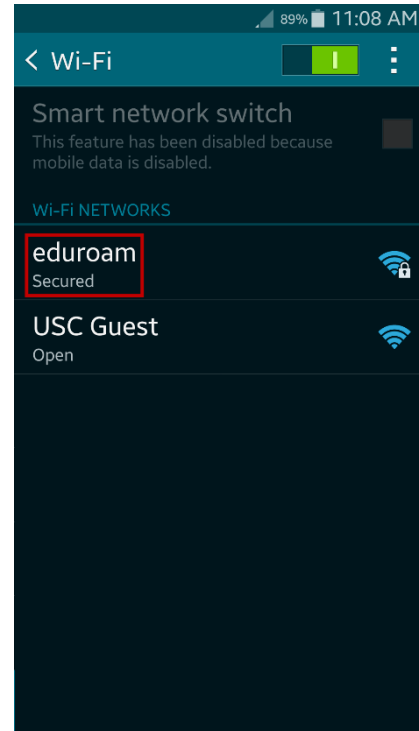 89% 11:08 AM
Wi-Fi
Smart network switch
This feature has been disabled because
mobile data is disabled.
Wi-Fi NETWORKS
eduroam
Secured
USC Guest
Open